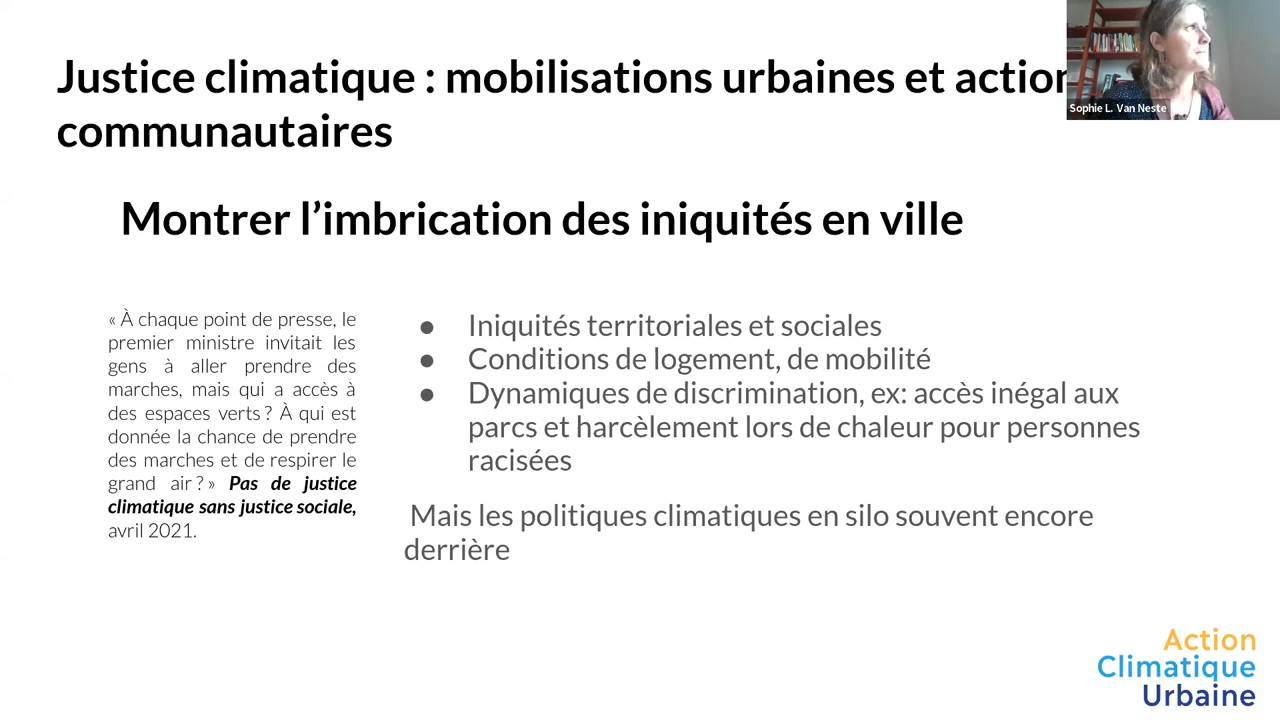 Justice climatique : mobilisations urbaines et action
communautaires
Sophie L. Van Neste
Montrer l’imbrication des iniquités en ville
« À chaque point de presse, le
premier ministre invitait les
gens à aller prendre des
marches, mais qui a accès à
des espaces verts ? À qui est
donnée la chance de prendre
des marches et de respirer le
grand air ? » Pas de justice
climatique sans justice sociale,
avril 2021.
● Iniquités territoriales et sociales
● Conditions de logement, de mobilité
● Dynamiques de discrimination, ex: accès inégal aux
parcs et harcèlement lors de chaleur pour personnes
racisées
Mais les politiques climatiques en silo souvent encore
derrière
Action
Climatique
Urbaine